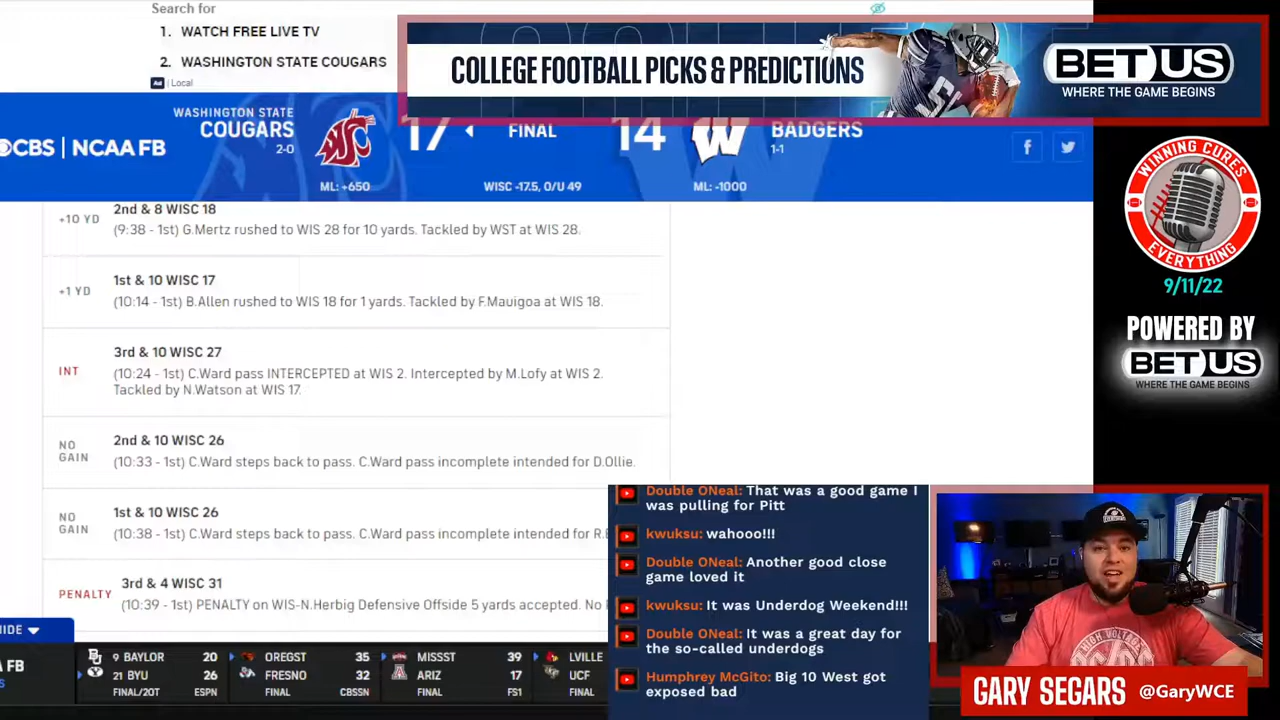 Search for
1. WATCH FREE LIVE TV
2. WASHINGTON STATE COUGARS
Ad | Local
COLLEGE FOOTBALL PICKS & PREDICTIONS
BETUS
WHERE THE GAME BEGINS
CBS | NCAA FB
WASHINGTON STATE
COUGARS
2-0
17
FINAL
14
BADGERS
1-1
ML: +650
WISC -17.5, O/U 49
ML: -1000
+10 YD
2nd & 8 WISC 18
(9:38 - 1st) G.Mertz rushed to WIS 28 for 10 yards. Tackled by WST at WIS 28.
+1 YD
1st & 10 WISC 17
(10:14 - 1st) B.Allen rushed to WIS 18 for 1 yards. Tackled by F.Mauigoa at WIS 18.
INT
3rd & 10 WISC 27
(10:24 - 1st) C.Ward pass INTERCEPTED at WIS 2. Intercepted by M.Lofy at WIS 2.
Tackled by N.Watson at WIS 17.
NO
GAIN
2nd & 10 WISC 26
(10:33 - 1st) C.Ward steps back to pass. C.Ward pass incomplete intended for D.Ollie.
NO
GAIN
1st & 10 WISC 26
(10:38 - 1st) C.Ward steps back to pass. C.Ward pass incomplete intended for R.
PENALTY
3rd & 4 WISC 31
(10:39 - 1st) PENALTY on WIS-N.Herbig Defensive Offside 5 yards accepted. No
Double ONeal: That was a good game I
was pulling for Pitt
kwuksu: wahooo!!!
Double ONeal: Another good close
game loved it
kwuksu: It was Underdog Weekend!!!
Double ONeal: It was a great day for
the so-called underdogs
Humphrey McGito: Big 10 West got
exposed bad
WINNING CURES
EVERYTHING
9/11/22
POWERED BY
BETUS
WHERE THE GAME BEGINS
HIGH VOLTAGE
GARY SEGARS @GaryWCE
IDE
FB
9 BAYLOR 20
21 BYU 26
FINAL/2OT ESPN
OREGST 35
FRESNO 32
FINAL CBSSN
MISSST 39
ARIZ 17
FINAL FS1
LVILLE
UCF
FINAL